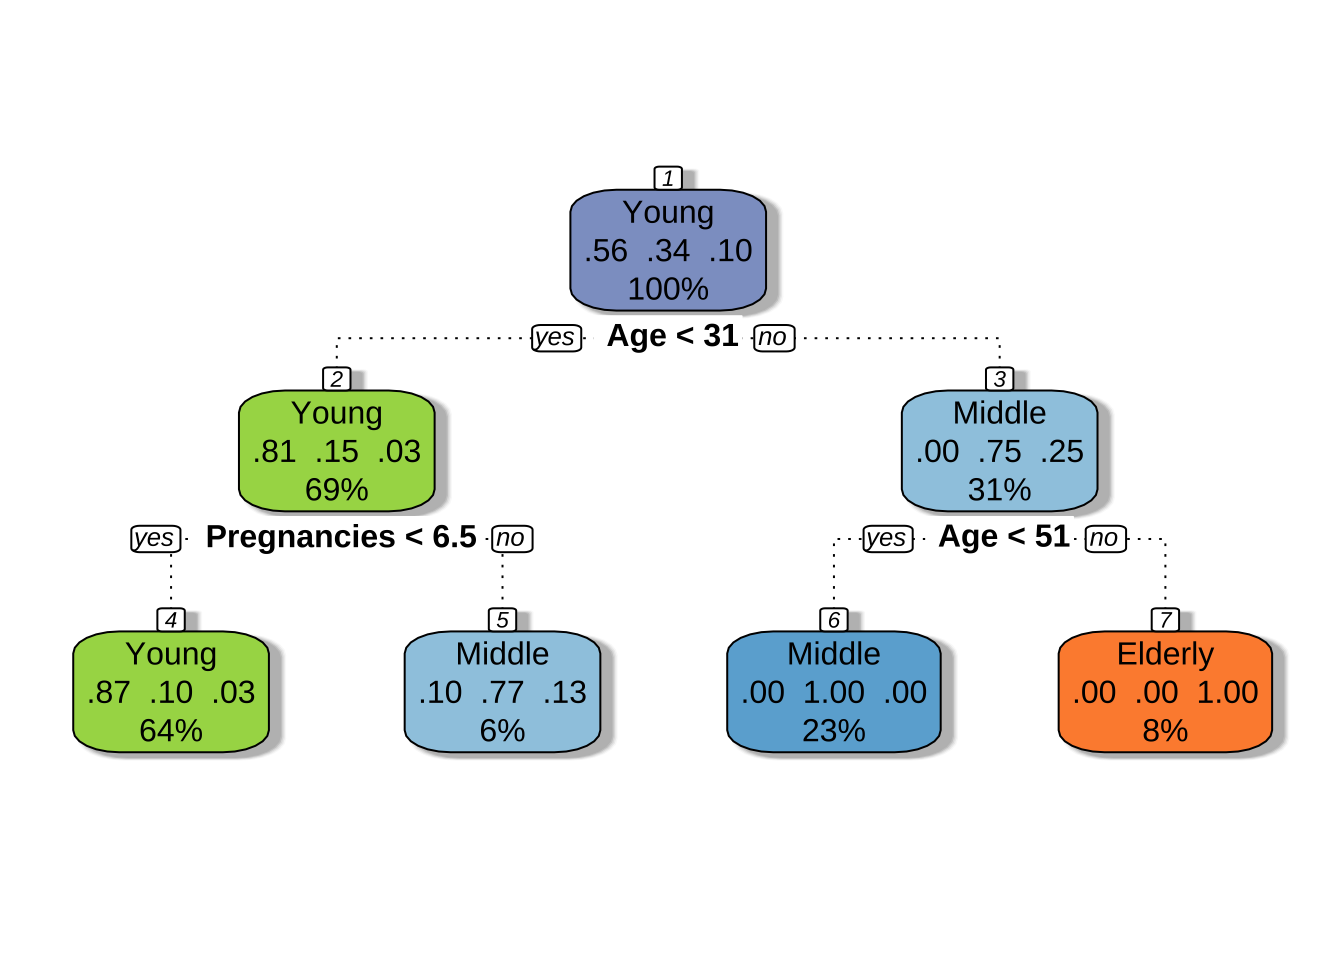 1
Young
.56 .34 .10
100%
yes Age < 31 no
2
Young
.81 .15 .03
69%
3
Middle
.00 .75 .25
31%
yes Pregnancies < 6.5 no
yes Age < 51 no
4
Young
.87 .10 .03
64%
5
Middle
.10 .77 .13
6%
6
Middle
.00 1.00 .00
23%
7
Elderly
.00 .00 1.00
8%